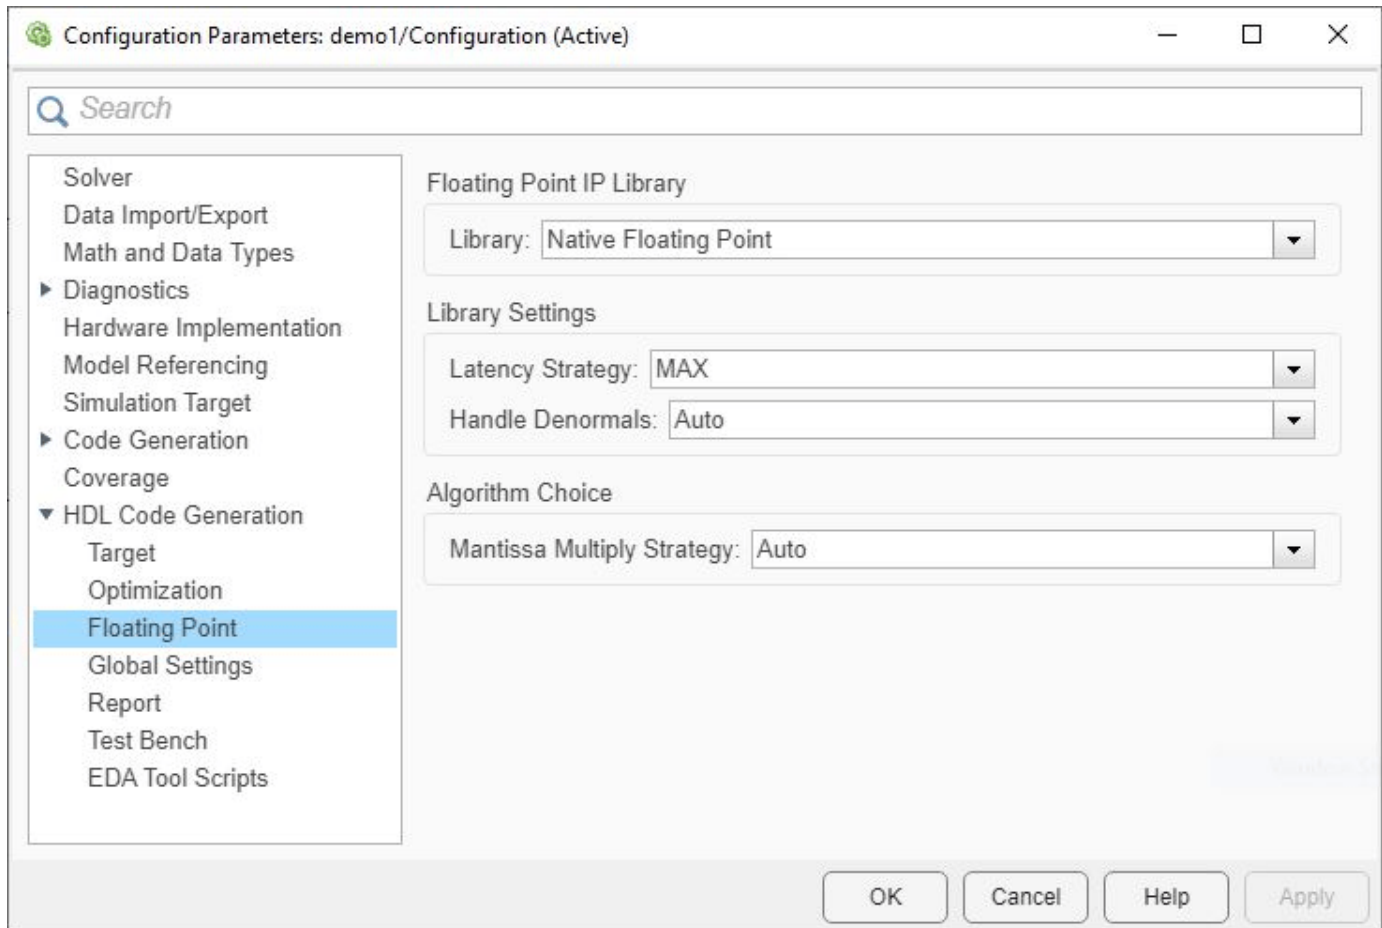 Configuration Parameters: demo1/Configuration (Active)
Search
Solver
Data Import/Export
Math and Data Types
Diagnostics
Hardware Implementation
Model Referencing
Simulation Target
Code Generation
Coverage
HDL Code Generation
Target
Optimization
Floating Point
Global Settings
Report
Test Bench
EDA Tool Scripts
Floating Point IP Library
Library: Native Floating Point
Library Settings
Latency Strategy: MAX
Handle Denormals: Auto
Algorithm Choice
Mantissa Multiply Strategy: Auto
OK Cancel Help Apply